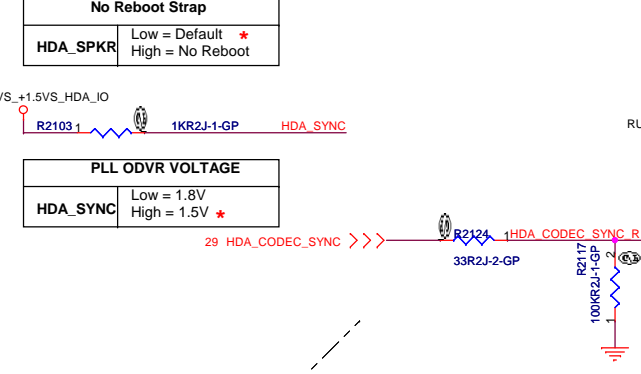 No Reboot Strap
HDA_SPKR
Low = Default *
High = No Reboot
VS_+1.5VS_HDA_IO
R2103 1 1KR2J-1-GP HDA_SYNC
RU
PLL ODVR VOLTAGE
HDA_SYNC
Low = 1.8V
High = 1.5V *
29 HDA_CODEC_SYNC
R2124 1 HDA_CODEC_SYNC_R
33R2J-2-GP
R2117
100KR2J-1-GP
2
1